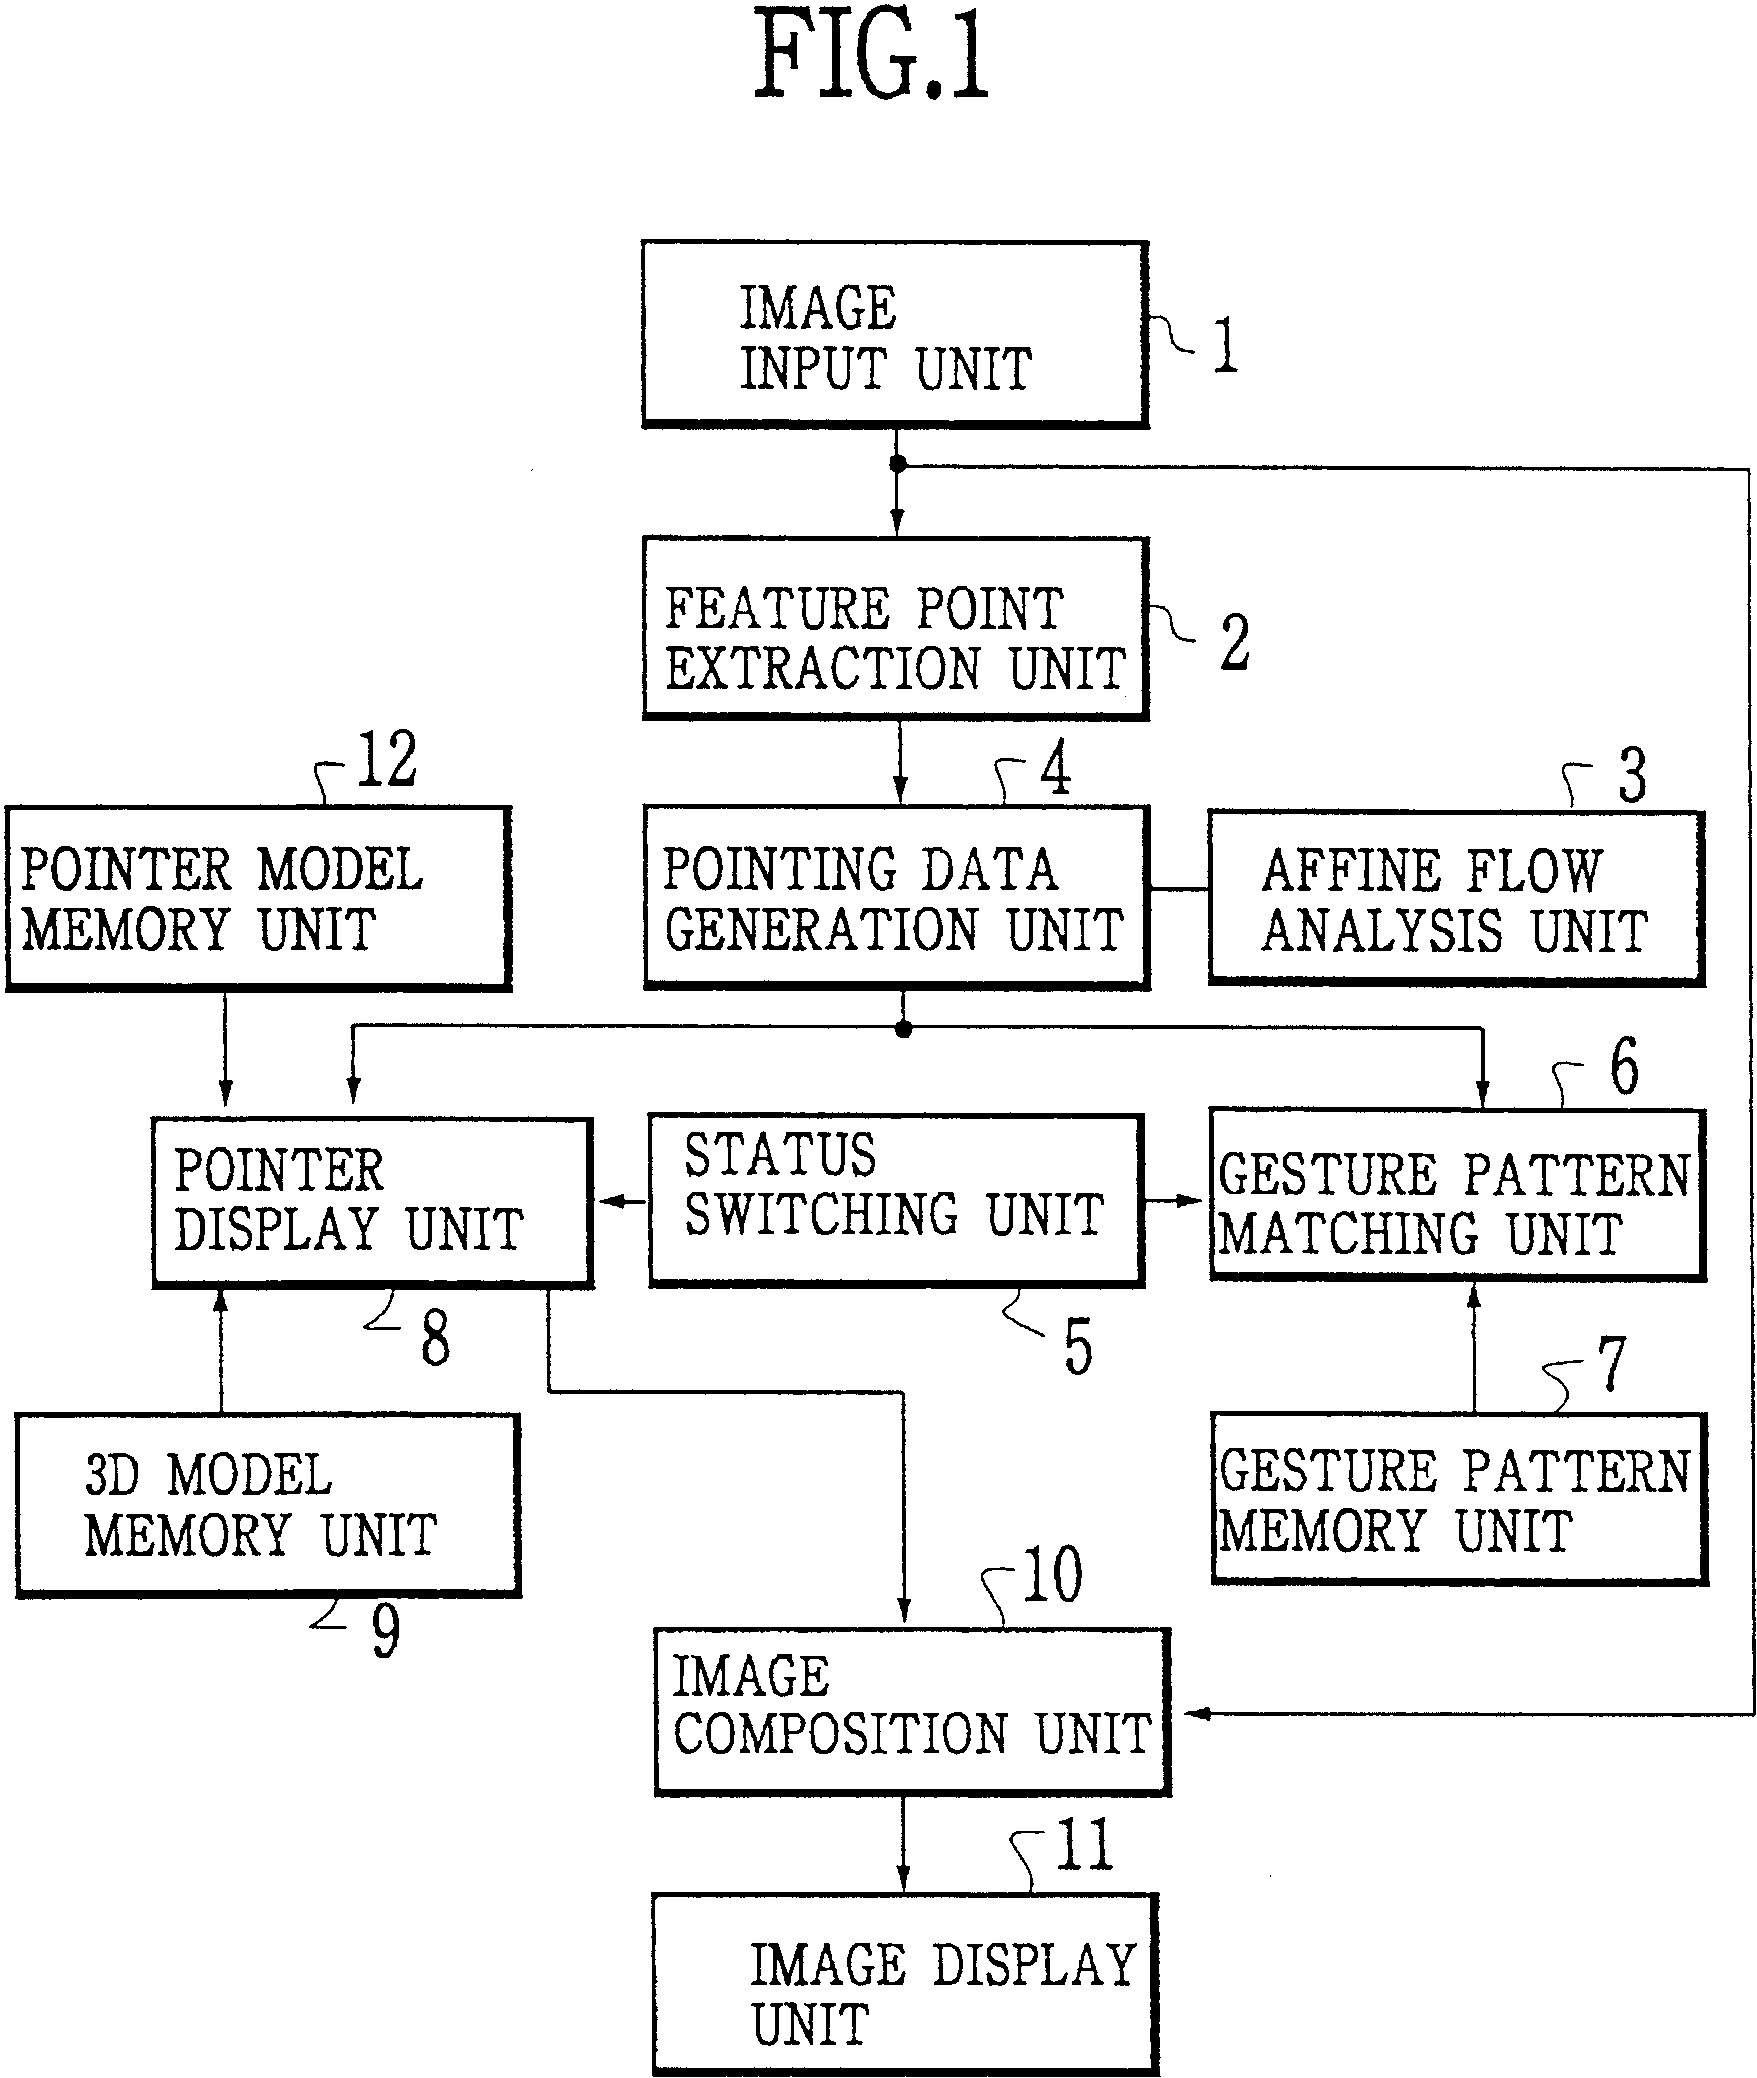 FIG.1
IMAGE
INPUT UNIT
1
FEATURE POINT
EXTRACTION UNIT
2
12
POINTER MODEL
MEMORY UNIT
4
POINTING DATA
GENERATION UNIT
3
AFFINE FLOW
ANALYSIS UNIT
POINTER
DISPLAY UNIT
8
STATUS
SWITCHING UNIT
5
6
GESTURE PATTERN
MATCHING UNIT
3D MODEL
MEMORY UNIT
9
7
GESTURE PATTERN
MEMORY UNIT
10
IMAGE
COMPOSITION UNIT
11
IMAGE DISPLAY
UNIT